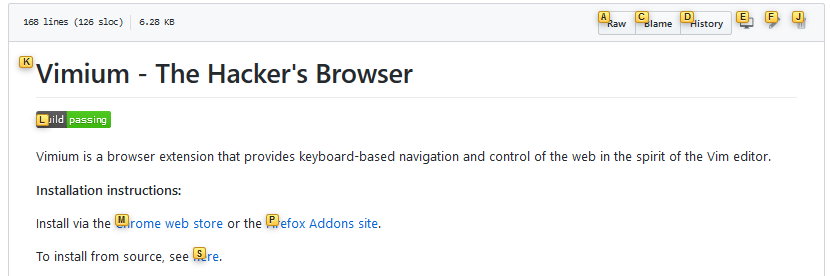 168 lines (126 sloc) 6.28 KB A Raw C Blame D History E F J
K Vimium - The Hacker's Browser
L ild passing
Vimium is a browser extension that provides keyboard-based navigation and control of the web in the spirit of the Vim editor.
Installation instructions:
Install via the M hrome web store or the P refox Addons site.
To install from source, see S re.